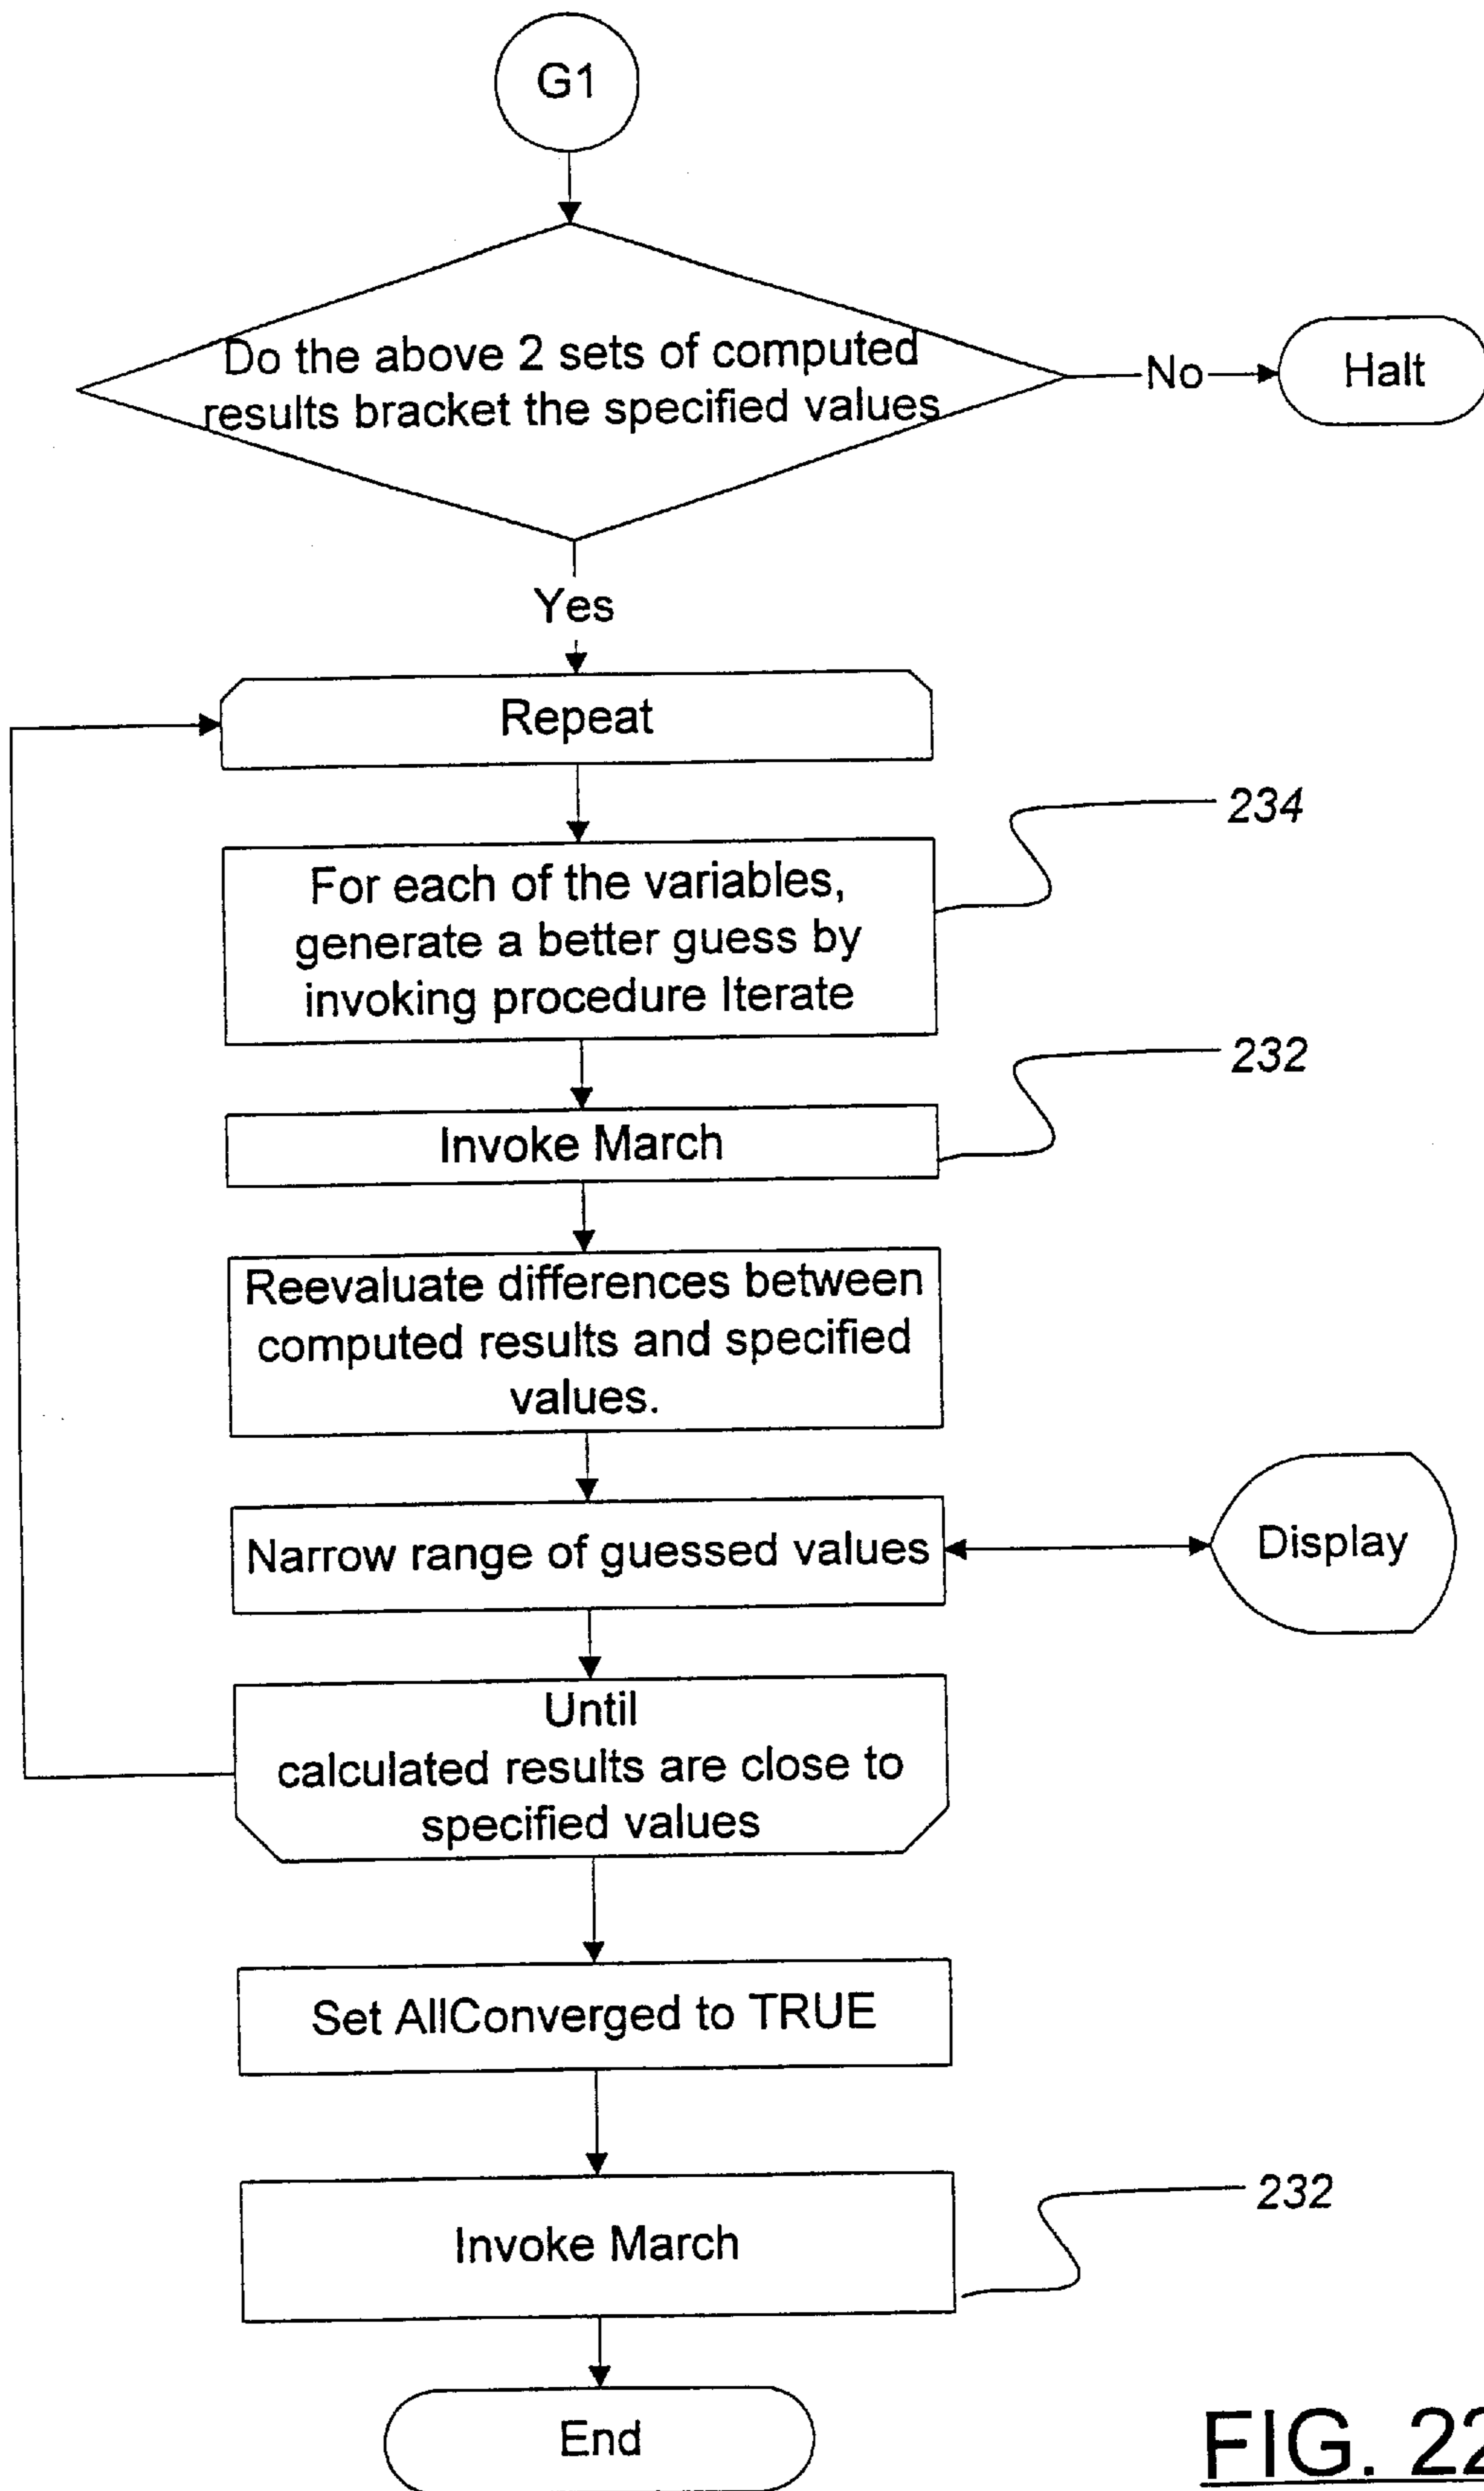 G1
Do the above 2 sets of computed
results bracket the specified values
No
Halt
Yes
Repeat
234
For each of the variables,
generate a better guess by
invoking procedure Iterate
232
Invoke March
Reevaluate differences between
computed results and specified
values.
Narrow range of guessed values
Display
Until
calculated results are close to
specified values
Set AllConverged to TRUE
232
Invoke March
End
FIG. 22